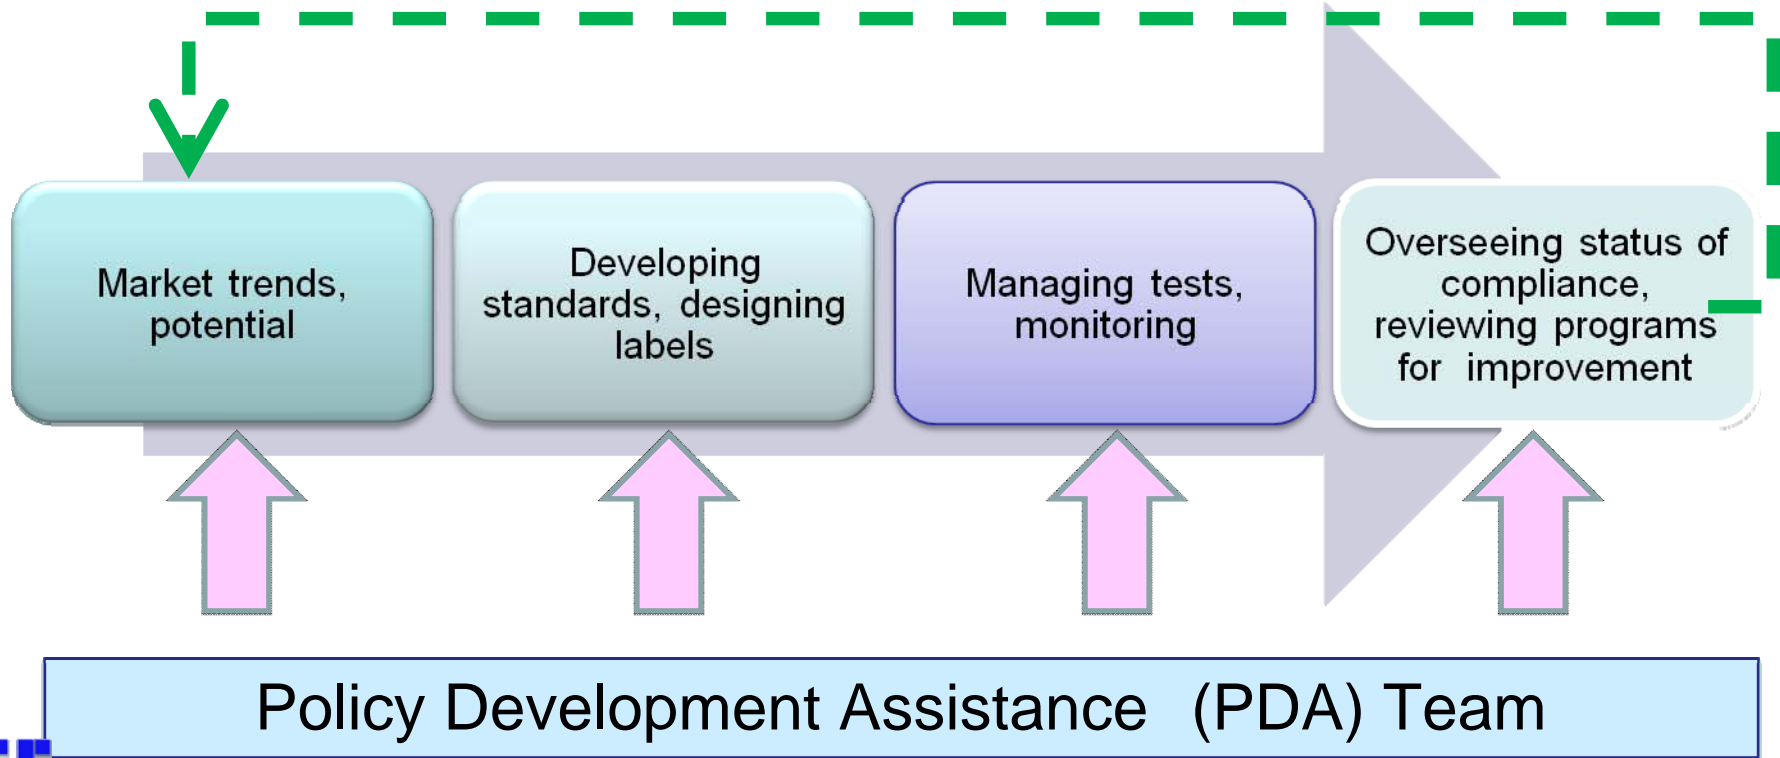 Market trends,
potential
Developing
standards, designing
labels
Managing tests,
monitoring
Overseeing status of
compliance,
reviewing programs
for improvement
Policy Development Assistance (PDA) Team